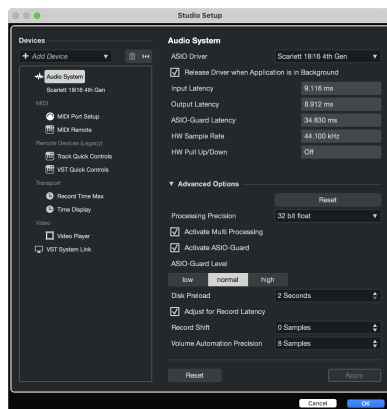 Studio Setup
Devices
+ Add Device
Audio System
Scarlett 18i16 4th Gen
MIDI
MIDI Port Setup
MIDI Remote
Remote Devices (Legacy)
Track Quick Controls
VST Quick Controls
Transport
Record Time Max
Time Display
Video
Video Player
VST System Link
Audio System
ASIO Driver Scarlett 18i16 4th Gen
Release Driver when Application is in Background
Input Latency 9.116 ms
Output Latency 8.912 ms
ASIO-Guard Latency 34.830 ms
HW Sample Rate 44.100 kHz
HW Pull Up/Down Off
Advanced Options
Reset
Processing Precision 32 bit float
Activate Multi Processing
Activate ASIO-Guard
ASIO-Guard Level
low normal high
Disk Preload 2 Seconds
Adjust for Record Latency
Record Shift 0 Samples
Volume Automation Precision 8 Samples
Reset Apply
Cancel OK